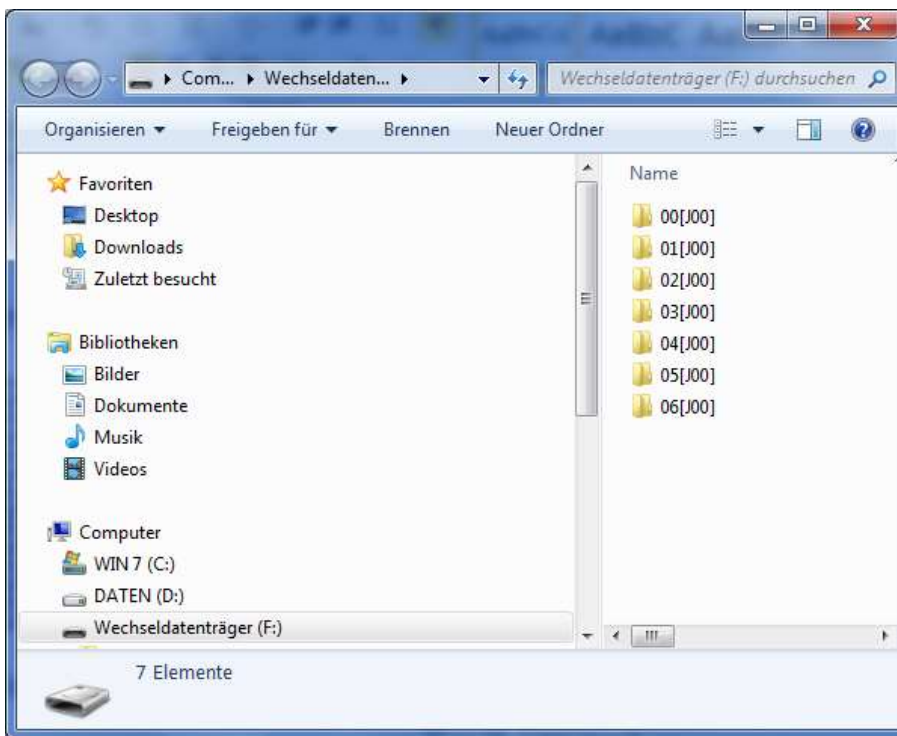 Com... Wechseldaten...
Wechseldatenträger (F:) durchsuchen
Organisieren Freigeben für Brennen Neuer Ordner
Favoriten
Desktop
Downloads
Zuletzt besucht
Bibliotheken
Bilder
Dokumente
Musik
Videos
Computer
WIN 7 (C:)
DATEN (D:)
Wechseldatenträger (F:)
Name
00[J00]
01[J00]
02[J00]
03[J00]
04[J00]
05[J00]
06[J00]
7 Elemente